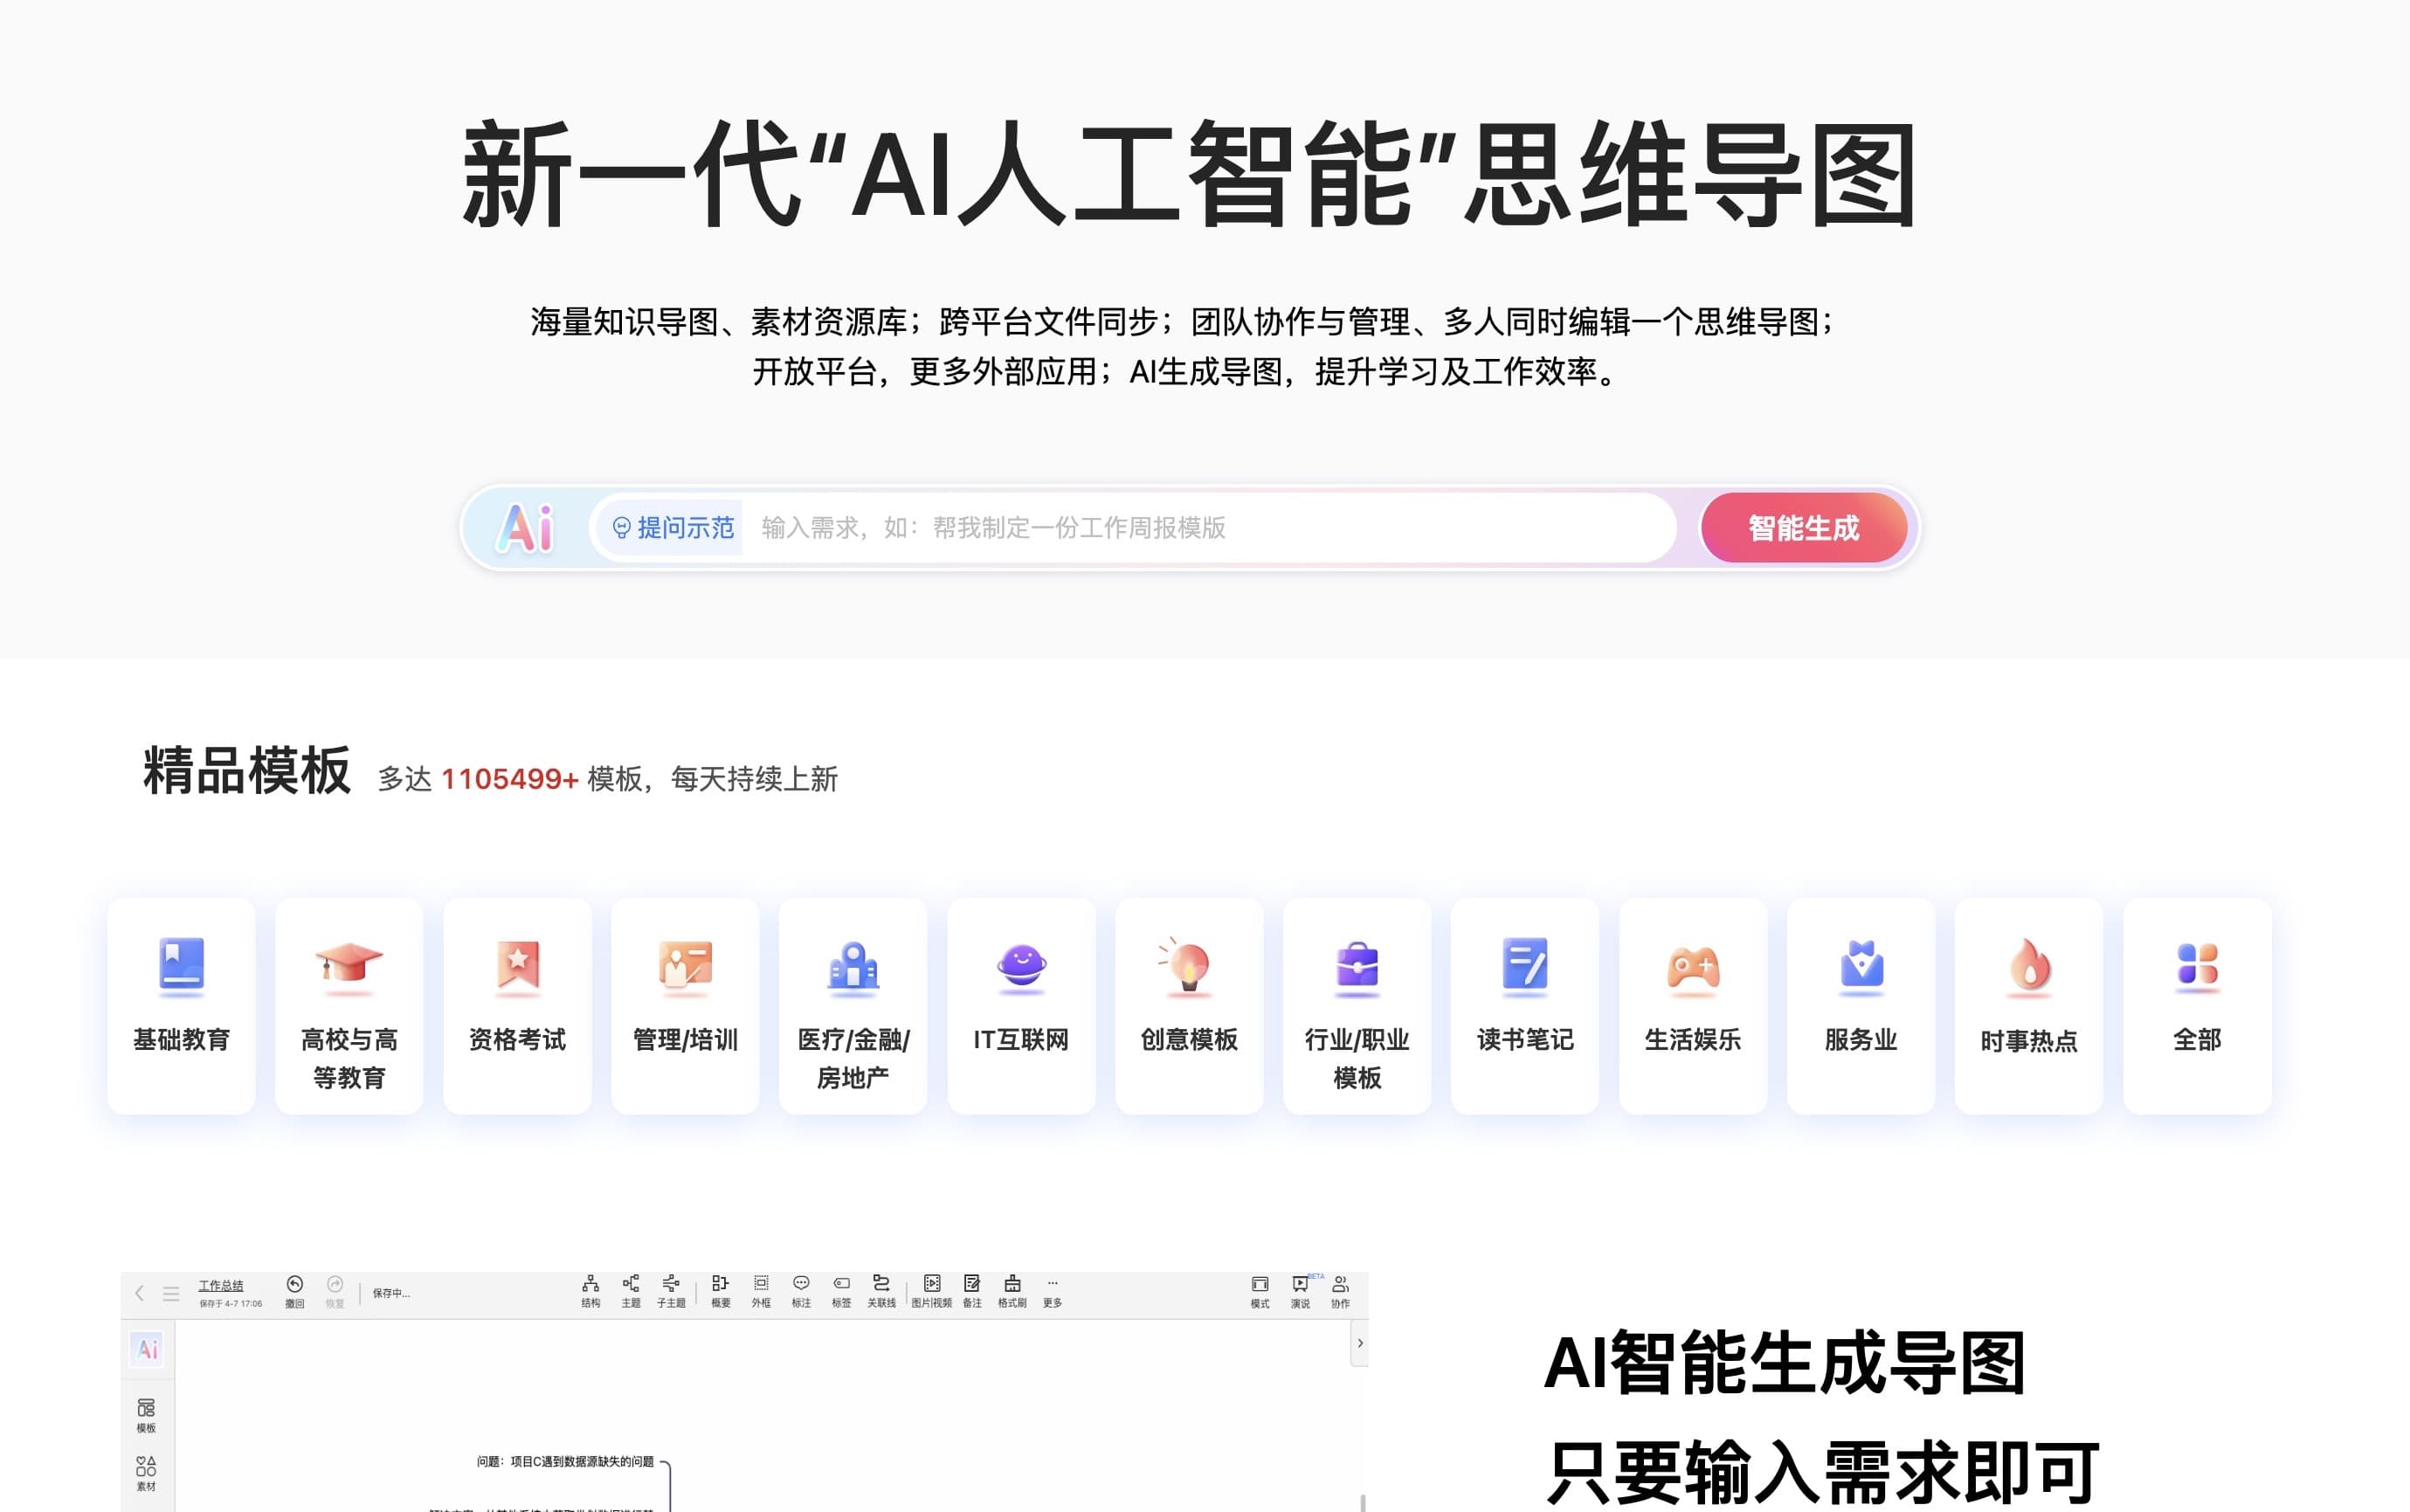 新一代“AI人工智能”思维导图
海量知识导图、素材资源库；跨平台文件同步；团队协作与管理、多人同时编辑一个思维导图；
开放平台，更多外部应用；AI生成导图，提升学习及工作效率。
Ai 提问示范 输入需求，如：帮我制定一份工作周报模版 智能生成
精品模板 多达 1105499+ 模板，每天持续上新
基础教育
高校与高
等教育
资格考试
管理/培训
医疗/金融/
房地产
IT互联网
创意模板
行业/职业
模板
读书笔记
生活娱乐
服务业
时事热点
全部
工作总结
保存于 4-7 17:06
撤回 恢复 保存中...
结构 主题 子主题 概要 外框 标注 标签 关联线 图片|视频 备注 格式刷 更多
模式 演说 BETA 协作
Ai
模板
素材
问题：项目C遇到数据源缺失的问题
AI智能生成导图
只要输入需求即可